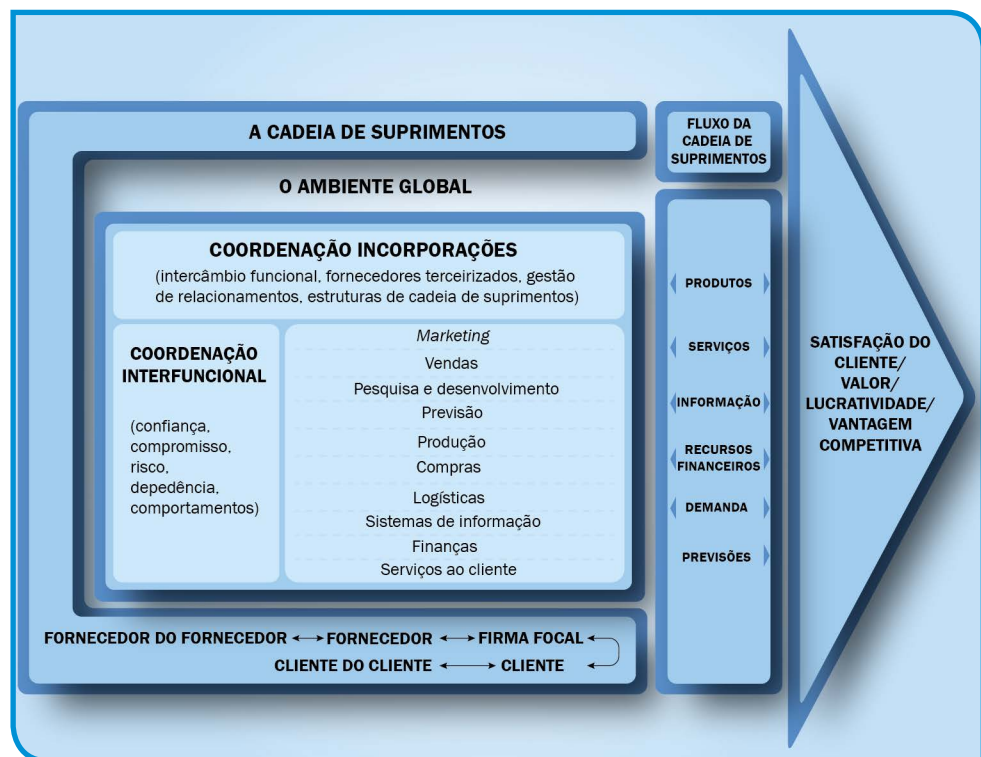 A CADEIA DE SUPRIMENTOS
O AMBIENTE GLOBAL
COORDENAÇÃO INCORPORAÇÕES
(intercâmbio funcional, fornecedores terceirizados, gestão
de relacionamentos, estruturas de cadeia de suprimentos)
COORDENAÇÃO
INTERFUNCIONAL
(confiança,
compromisso,
risco,
depedência,
comportamentos)
Marketing
Vendas
Pesquisa e desenvolvimento
Previsão
Produção
Compras
Logísticas
Sistemas de informação
Finanças
Serviços ao cliente
FORNECEDOR DO FORNECEDOR ↔ FORNECEDOR ↔ FIRMA FOCAL
CLIENTE DO CLIENTE ↔ CLIENTE
FLUXO DA
CADEIA DE
SUPRIMENTOS
PRODUTOS
SERVIÇOS
INFORMAÇÃO
RECURSOS
FINANCEIROS
DEMANDA
PREVISÕES
SATISFAÇÃO DO
CLIENTE/
VALOR/
LUCRATIVIDADE/
VANTAGEM
COMPETITIVA